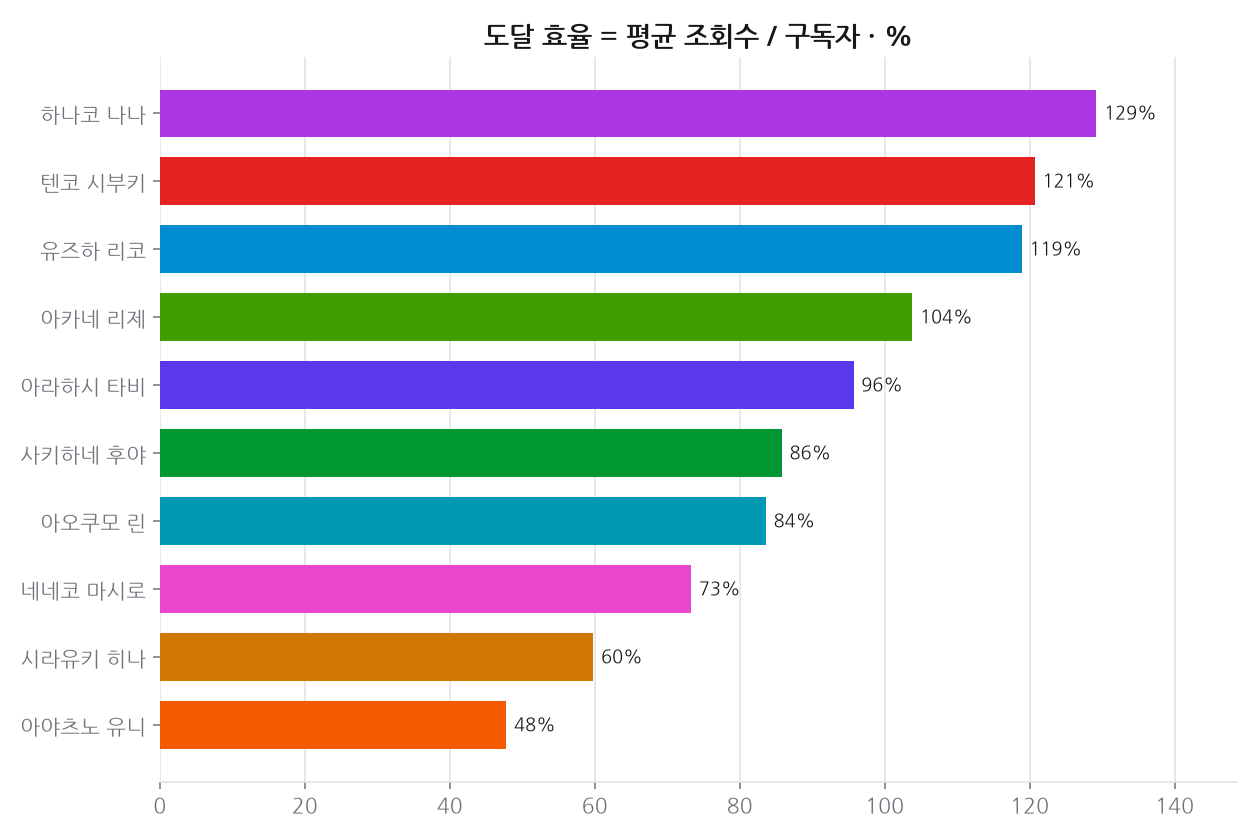 도달 효율 = 평균 조회수 / 구독자 · %
하나코 나나 129%
텐코 시부키 121%
유즈하 리코 119%
아카네 리제 104%
아라하시 타비 96%
사키하네 후야 86%
아오쿠모 린 84%
네네코 마시로 73%
시라유키 히나 60%
아야츠노 유니 48%
0 20 40 60 80 100 120 140